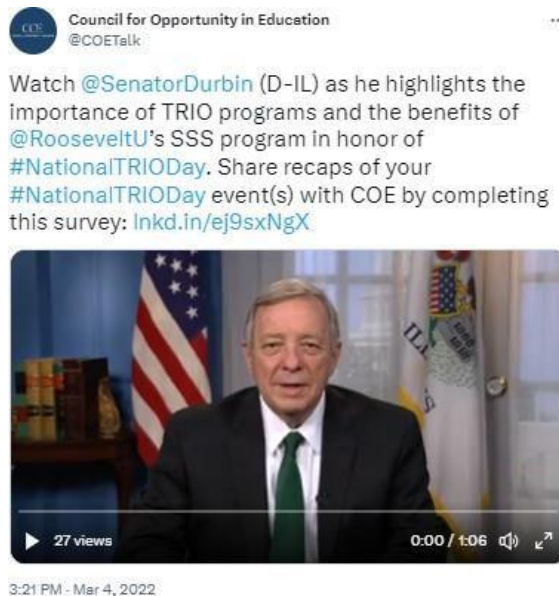 COE
Council for Opportunity in Education
@COETalk
Watch @SenatorDurbin (D-IL) as he highlights the
importance of TRIO programs and the benefits of
@RooseveltU's SSS program in honor of
#NationalTRIODay. Share recaps of your
#NationalTRIODay event(s) with COE by completing
this survey: lnkd.in/ej9sxNgX
27 views
0:00 / 1:06
3:21 PM · Mar 4, 2022